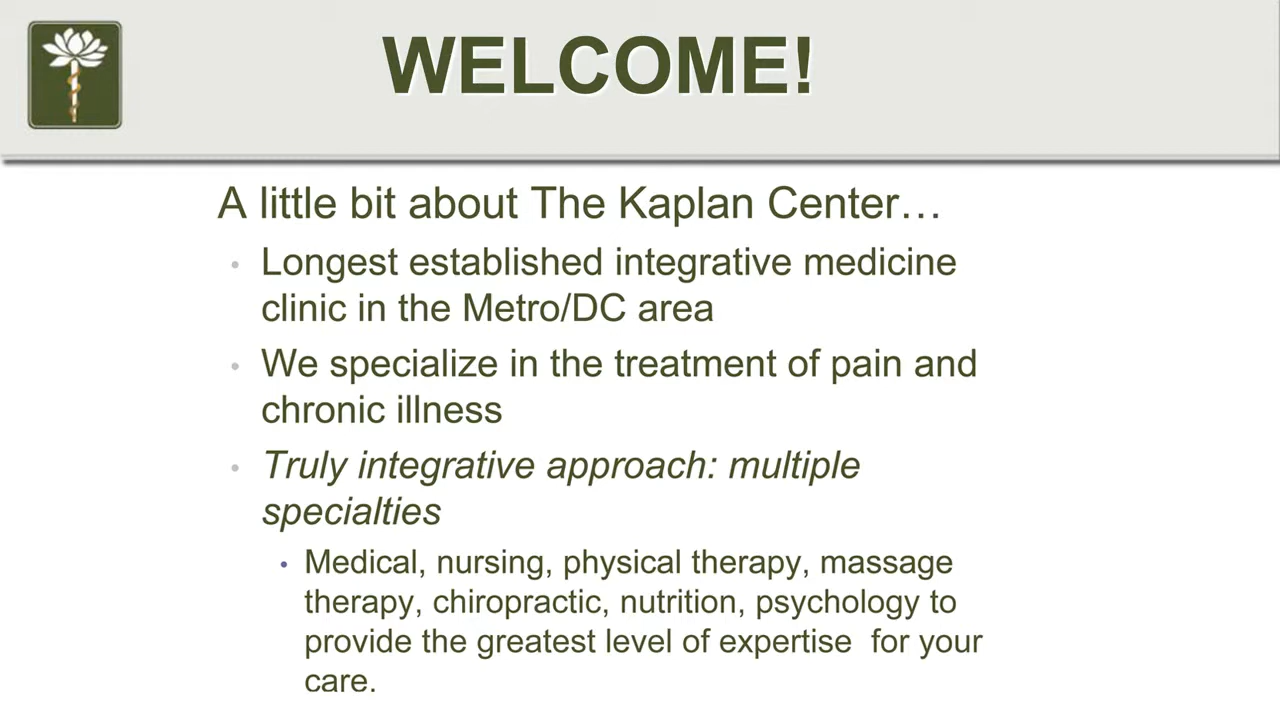 WELCOME!
A little bit about The Kaplan Center…
• Longest established integrative medicine
clinic in the Metro/DC area
• We specialize in the treatment of pain and
chronic illness
• Truly integrative approach: multiple
specialties
• Medical, nursing, physical therapy, massage
therapy, chiropractic, nutrition, psychology to
provide the greatest level of expertise  for your
care.